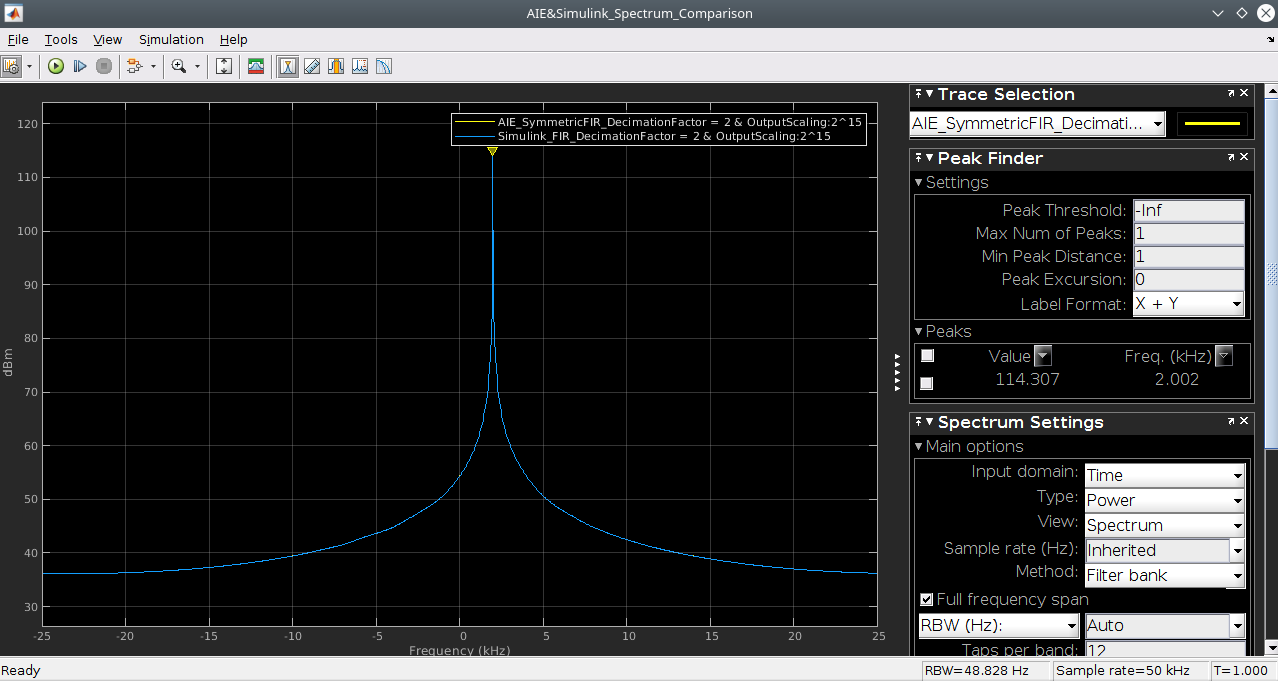 AIE&Simulink_Spectrum_Comparison
File Tools View Simulation Help
AIE_SymmetricFIR_DecimationFactor = 2 & OutputScaling:2^15
Simulink_FIR_DecimationFactor = 2 & OutputScaling:2^15
120
110
100
90
80
70
60
50
40
30
dBm
-25 -20 -15 -10 -5 0 5 10 15 20 25
Frequency (kHz)
Trace Selection
AIE_SymmetricFIR_Decimati...
Peak Finder
Settings
Peak Threshold: -Inf
Max Num of Peaks: 1
Min Peak Distance: 1
Peak Excursion: 0
Label Format: X + Y
Peaks
Value Freq. (kHz)
114.307 2.002
Spectrum Settings
Main options
Input domain: Time
Type: Power
View: Spectrum
Sample rate (Hz): Inherited
Method: Filter bank
Full frequency span
RBW (Hz): Auto
Taps per band: 12
Ready RBW=48.828 Hz Sample rate=50 kHz T=1.000